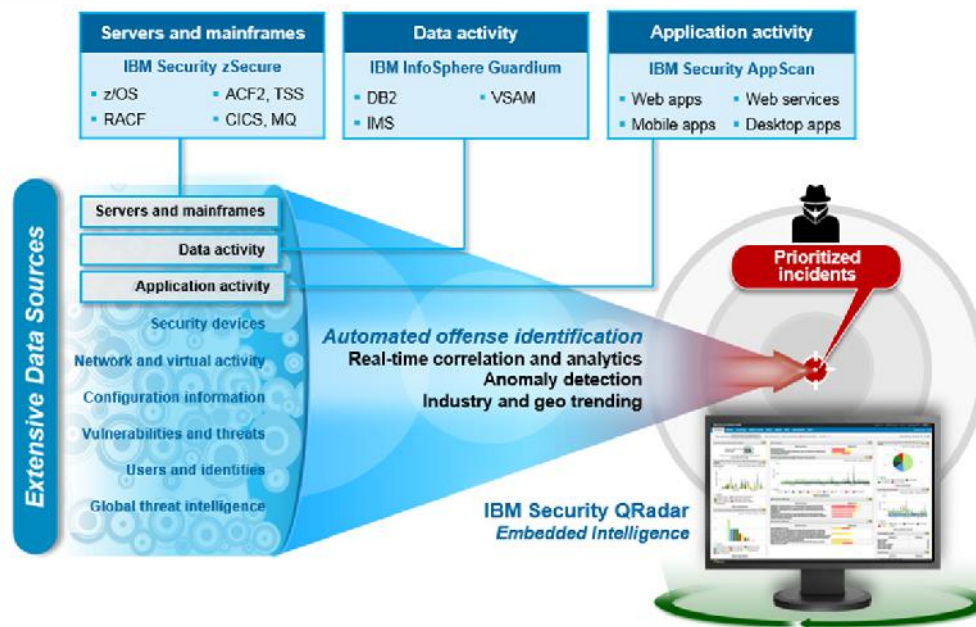 Servers and mainframes
IBM Security zSecure
▪ z/OS
▪ ACF2, TSS
▪ RACF
▪ CICS, MQ
Data activity
IBM InfoSphere Guardium
▪ DB2
▪ VSAM
▪ IMS
Application activity
IBM Security AppScan
▪ Web apps
▪ Web services
▪ Mobile apps
▪ Desktop apps
Extensive Data Sources
Servers and mainframes
Data activity
Application activity
Security devices
Network and virtual activity
Configuration information
Vulnerabilities and threats
Users and identities
Global threat intelligence
Automated offense identification
Real-time correlation and analytics
Anomaly detection
Industry and geo trending
Prioritized
incidents
IBM Security QRadar
Embedded Intelligence